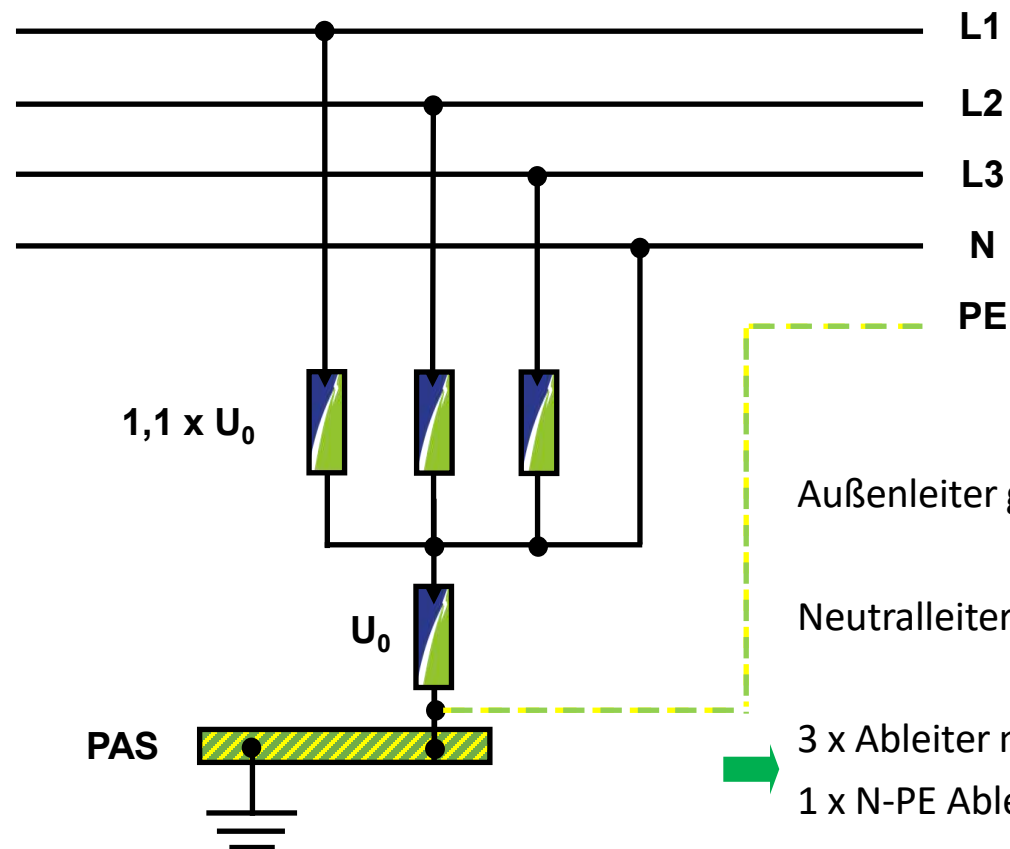 L1
L2
L3
N
PE
1,1 x U₀
Außenleiter
U₀
Neutralleiter
PAS
3 x Ableiter
1 x N-PE